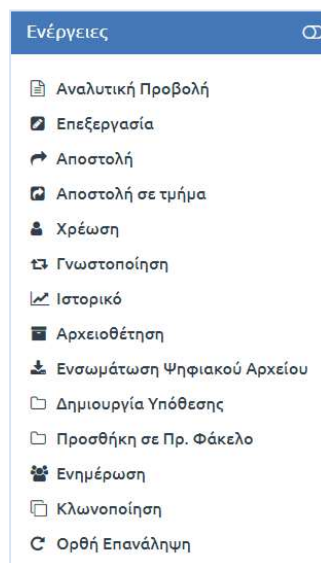 Ενέργειες
Αναλυτική Προβολή
Επεξεργασία
Αποστολή
Αποστολή σε τμήμα
Χρέωση
Γνωστοποίηση
Ιστορικό
Αρχειοθέτηση
Ενσωμάτωση Ψηφιακού Αρχείου
Δημιουργία Υπόθεσης
Προσθήκη σε Πρ. Φάκελο
Ενημέρωση
Κλωνοποίηση
Ορθή Επανάληψη